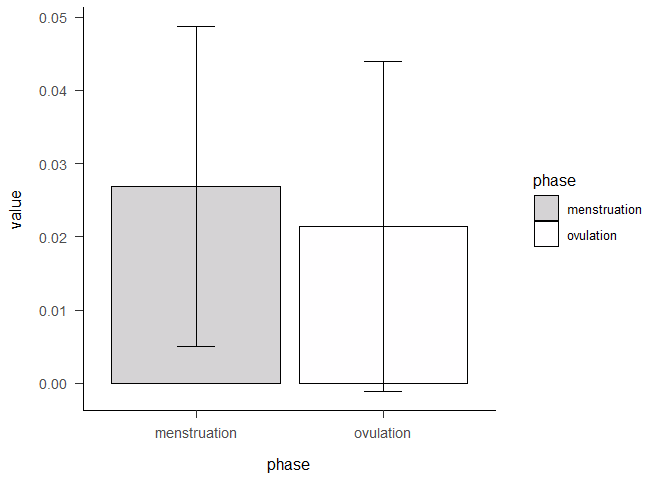 0.05
0.04
0.03
0.02
0.01
0.00
value
menstruation
ovulation
phase
phase
menstruation
ovulation